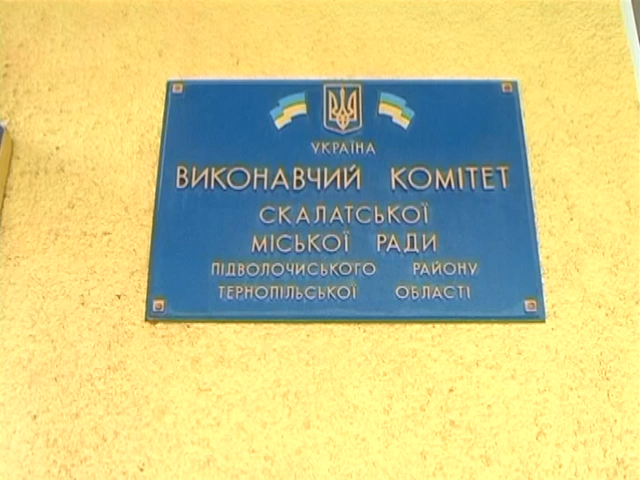 УКРАЇНА
ВИКОНАВЧИЙ КОМІТЕТ
СКАЛАТСЬКОЇ
МІСЬКОЇ РАДИ
ПІДВОЛОЧИСЬКОГО РАЙОНУ
ТЕРНОПІЛЬСЬКОЇ ОБЛАСТІ